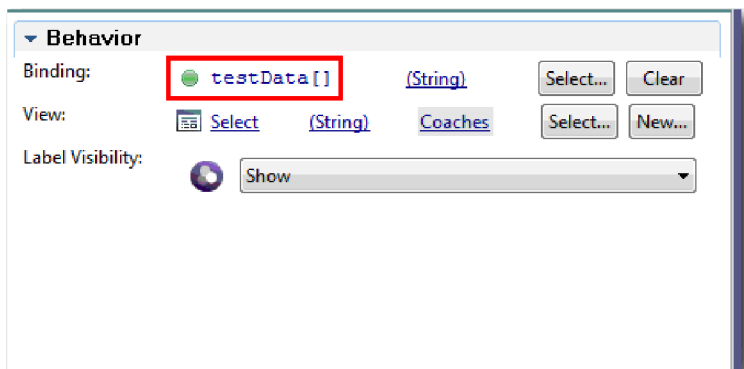 Behavior
Binding: testData[] (String) Select... Clear
View: Select (String) Coaches Select... New...
Label Visibility: Show